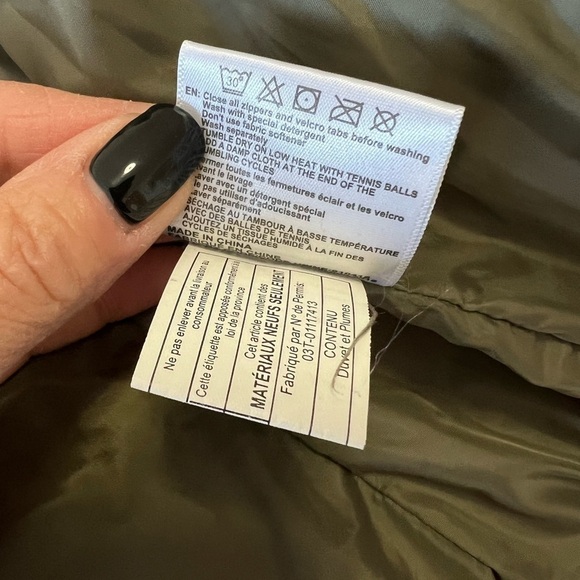 30°
EN: Close all zippers and velcro tabs before washing
Wash with special detergent
Don't use fabric softener
Wash separately
TUMBLE DRY ON LOW HEAT WITH TENNIS BALLS
ADD A DAMP CLOTH AT THE END OF THE
TUMBLING CYCLES
Fermer toutes les fermetures éclair et les velcro
avant le lavage
Laver avec un détergent spécial
pas utiliser d'adoucissant
Laver séparément
SÉCHAGE AU TAMBOUR À BASSE TEMPÉRATURE
AVEC DES BALLES DE TENNIS
AJOUTEZ UN TISSUE HUMIDE À LA FIN DES
CYCLES DE SÉCHAGES
MADE IN CHINA
Ne pas enlever avant la livraison au
consommateur
Cette étiquette est apposée conformément à
loi de la province
Cet article contient des
MATÉRIAUX NEUFS SEULEMENT
Fabriqué par N° de Permis:
03T-01117413
CONTENU
Duvet et Plumes